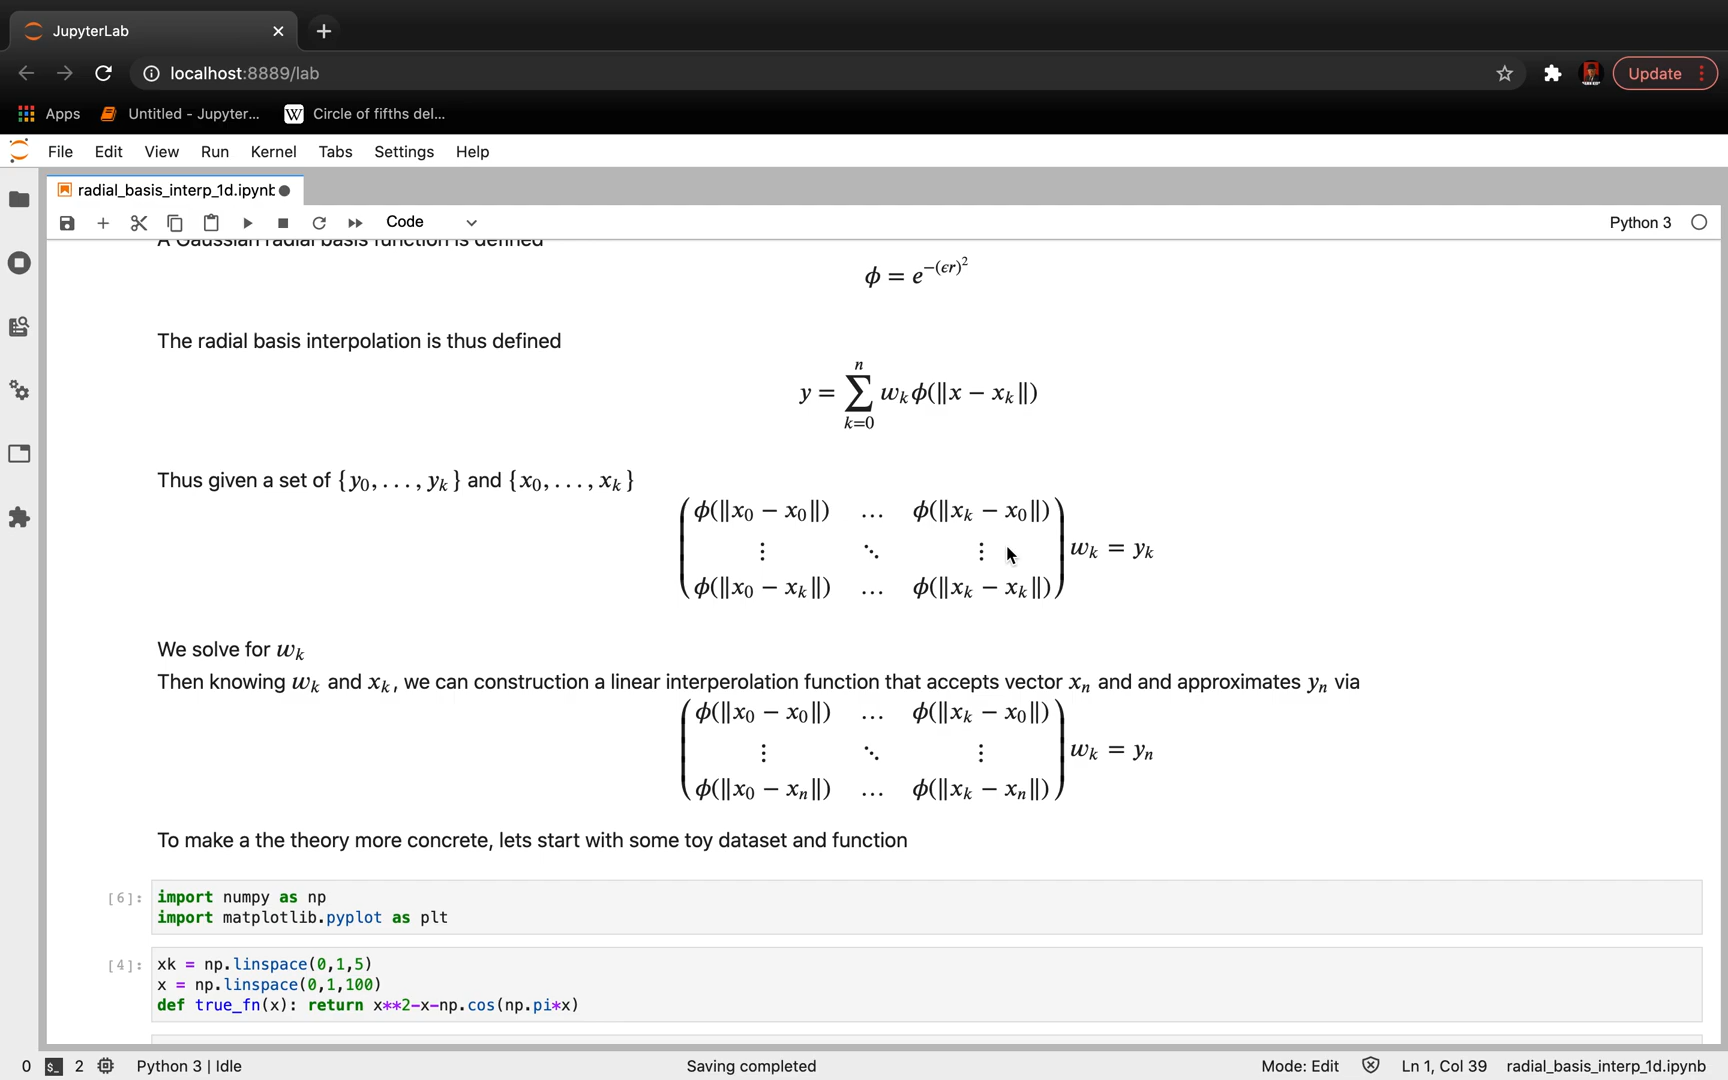 JupyterLab
localhost:8889/lab
Update
Apps
Untitled - Jupyter...
Circle of fifths del...
File Edit View Run Kernel Tabs Settings Help
radial_basis_interp_1d.ipynb
Code
Python 3
A Gaussian radial basis function is defined
ϕ = e^{−(ϵr)^2}
The radial basis interpolation is thus defined
y = ∑_{k=0}^{n} w_k ϕ(‖x − x_k‖)
Thus given a set of {y_0, . . . , y_k} and {x_0, . . . , x_k}
ϕ(‖x_0 − x_0‖) … ϕ(‖x_k − x_0‖)
⋮ ⋱ ⋮ w_k = y_k
ϕ(‖x_0 − x_k‖) … ϕ(‖x_k − x_k‖)
We solve for w_k
Then knowing w_k and x_k, we can construction a linear interperolation function that accepts vector x_n and and approximates y_n via
ϕ(‖x_0 − x_0‖) … ϕ(‖x_k − x_0‖)
⋮ ⋱ ⋮ w_k = y_n
ϕ(‖x_0 − x_n‖) … ϕ(‖x_k − x_n‖)
To make a the theory more concrete, lets start with some toy dataset and function
[6]: import numpy as np
import matplotlib.pyplot as plt
[4]: xk = np.linspace(0,1,5)
x = np.linspace(0,1,100)
def true_fn(x): return x**2-x-np.cos(np.pi*x)
0 2 Python 3 | Idle Saving completed Mode: Edit Ln 1, Col 39 radial_basis_interp_1d.ipynb